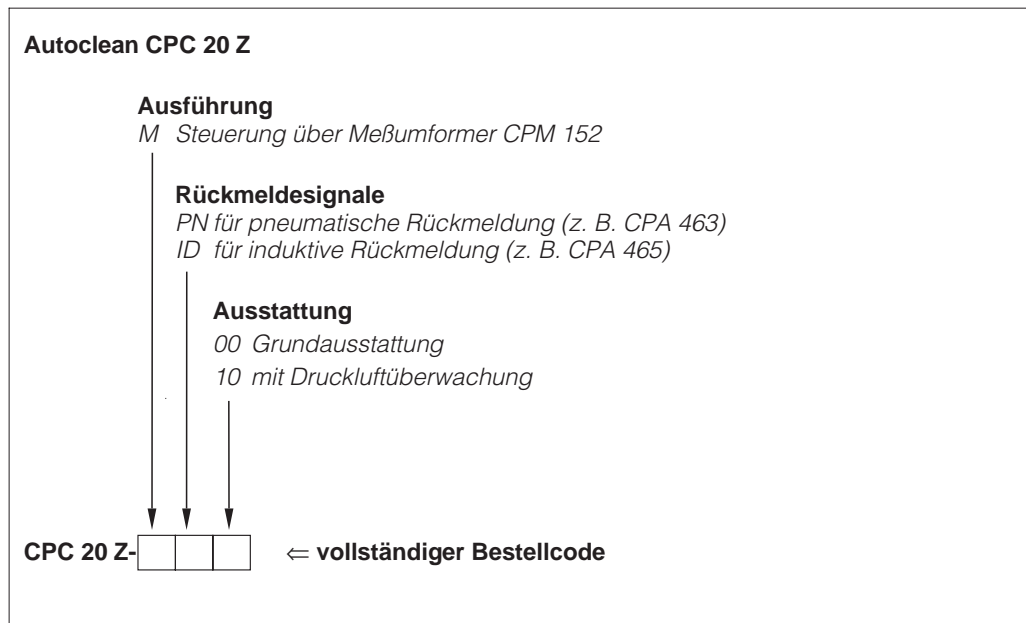 Autoclean CPC 20 Z
Ausführung
M Steuerung über Meßumformer CPM 152
Rückmeldesignale
PN für pneumatische Rückmeldung (z. B. CPA 463)
ID für induktive Rückmeldung (z. B. CPA 465)
Ausstattung
00 Grundausstattung
10 mit Druckluftüberwachung
CPC 20 Z- ⇐ vollständiger Bestellcode